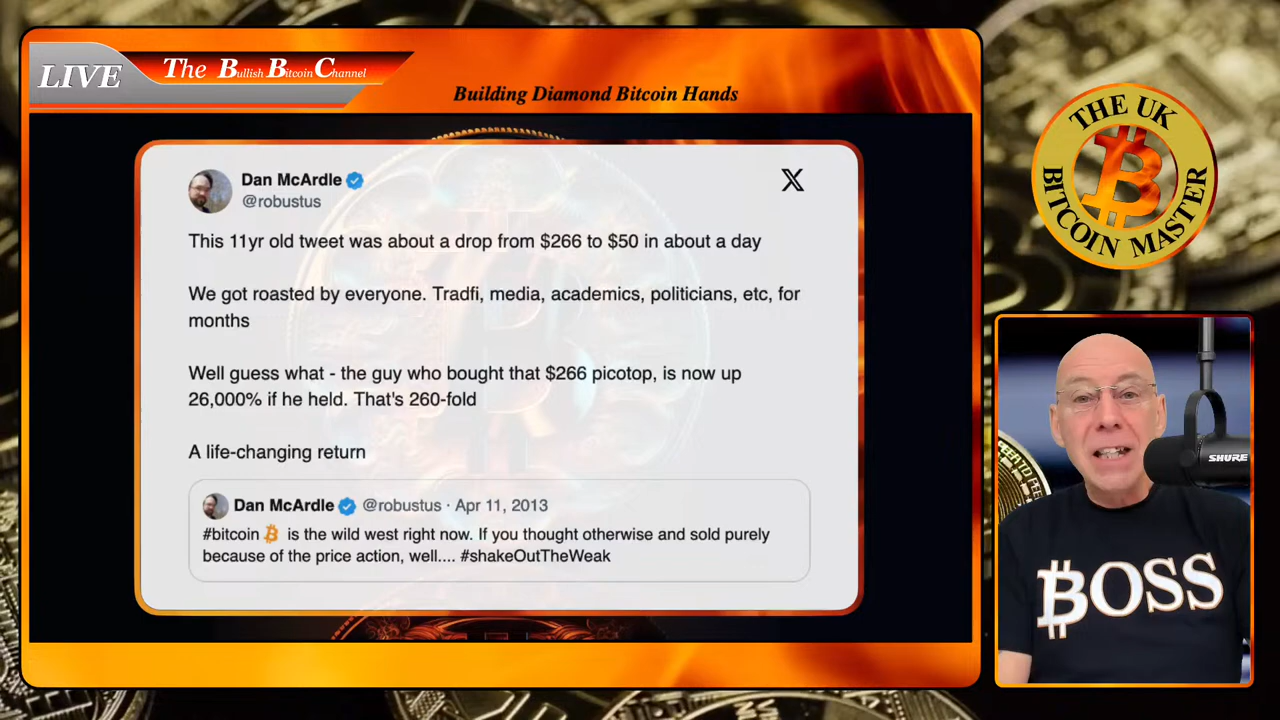 LIVE
The Bullish Bitcoin Channel
Building Diamond Bitcoin Hands
Dan McArdle
@robustus
This 11yr old tweet was about a drop from $266 to $50 in about a day
We got roasted by everyone. Tradfi, media, academics, politicians, etc, for
months
Well guess what - the guy who bought that $266 picotop, is now up
26,000% if he held. That's 260-fold
A life-changing return
Dan McArdle @robustus · Apr 11, 2013
#bitcoin is the wild west right now. If you thought otherwise and sold purely
because of the price action, well.... #shakeOutTheWeak
THE UK
BITCOIN MASTER
SHURE
₿OSS